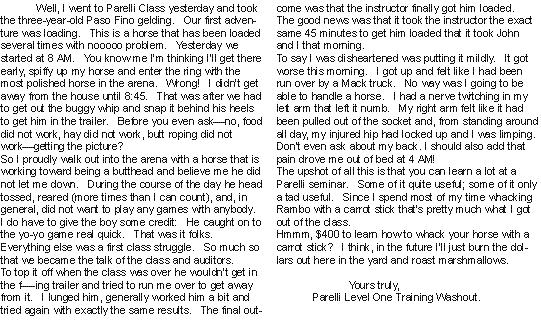 Well, I went to Parelli Class yesterday and took
the three-year-old Paso Fino gelding. Our first adven-
ture was loading. This is a horse that has been loaded
several times with nooooo problem. Yesterday we
started at 8 AM. You know me I'm thinking I'll get there
early, spiffy up my horse and enter the ring with the
most polished horse in the arena. Wrong! I didn't get
away from the house until 8:45. That was after we had
to get out the buggy whip and snap it behind his heels
to get him in the trailer. Before you even ask—no, food
did not work, hay did not work, butt roping did not
work—getting the picture?
So I proudly walk out into the arena with a horse that is
working toward being a butthead and believe me he did
not let me down. During the course of the day he head
tossed, reared (more times than I can count), and, in
general, did not want to play any games with anybody.
I do have to give the boy some credit: He caught on to
the yo-yo game real quick. That was it folks.
Everything else was a first class struggle. So much so
that we became the talk of the class and auditors.
To top it off when the class was over he wouldn't get in
the f----ing trailer and tried to run me over to get away
from it. I lunged him, generally worked him a bit and
tried again with exactly the same results. The final out-
come was that the instructor finally got him loaded.
The good news was that it took the instructor the exact
same 45 minutes to get him loaded that it took John
and I that morning.
To say I was disheartened was putting it mildly. It got
worse this morning. I got up and felt like I had been
run over by a Mack truck. No way was I going to be
able to handle a horse. I had a nerve twitching in my
left arm that left it numb. My right arm felt like it had
been pulled out of the socket and, from standing around
all day, my injured hip had locked up and I was limping.
Don't even ask about my back. I should also add that
pain drove me out of bed at 4 AM!
The upshot of all this is that you can learn a lot at a
Parelli seminar. Some of it quite useful; some of it only
a tad useful. Since I spend most of my time whacking
Rambo with a carrot stick that's pretty much what I got
out of the class.
Hmmm, $400 to learn how to whack your horse with a
carrot stick? I think, in the future I'll just burn the dol-
lars out here in the yard and roast marshmallows.
Yours truly,
Parelli Level One Training Washout.